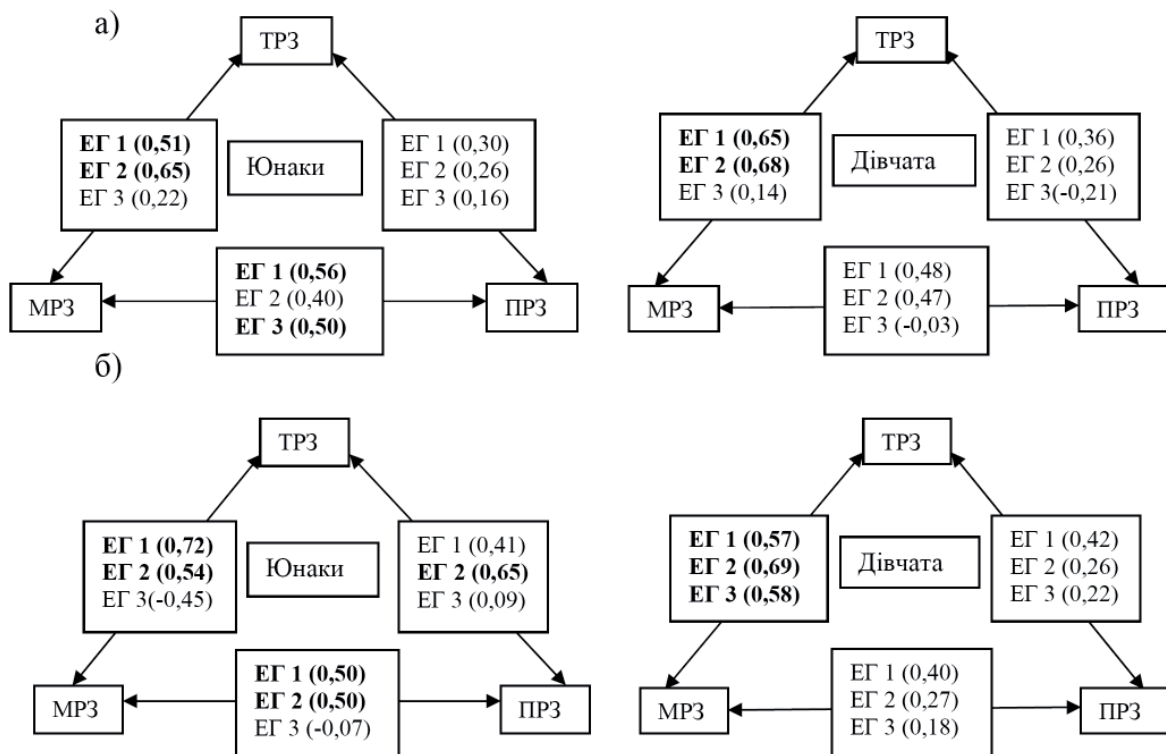 а)
ТРЗ
ЕГ 1 (0,51)
ЕГ 2 (0,65)
ЕГ 3 (0,22)
Юнаки
ЕГ 1 (0,30)
ЕГ 2 (0,26)
ЕГ 3 (0,16)
МРЗ
ЕГ 1 (0,56)
ЕГ 2 (0,40)
ЕГ 3 (0,50)
ПРЗ
ТРЗ
ЕГ 1 (0,65)
ЕГ 2 (0,68)
ЕГ 3 (0,14)
Дівчата
ЕГ 1 (0,36)
ЕГ 2 (0,26)
ЕГ 3(-0,21)
МРЗ
ЕГ 1 (0,48)
ЕГ 2 (0,47)
ЕГ 3 (-0,03)
ПРЗ
б)
ТРЗ
ЕГ 1 (0,72)
ЕГ 2 (0,54)
ЕГ 3(-0,45)
Юнаки
ЕГ 1 (0,41)
ЕГ 2 (0,65)
ЕГ 3 (0,09)
МРЗ
ЕГ 1 (0,50)
ЕГ 2 (0,50)
ЕГ 3 (-0,07)
ПРЗ
ТРЗ
ЕГ 1 (0,57)
ЕГ 2 (0,69)
ЕГ 3 (0,58)
Дівчата
ЕГ 1 (0,42)
ЕГ 2 (0,26)
ЕГ 3 (0,22)
МРЗ
ЕГ 1 (0,40)
ЕГ 2 (0,27)
ЕГ 3 (0,18)
ПРЗ